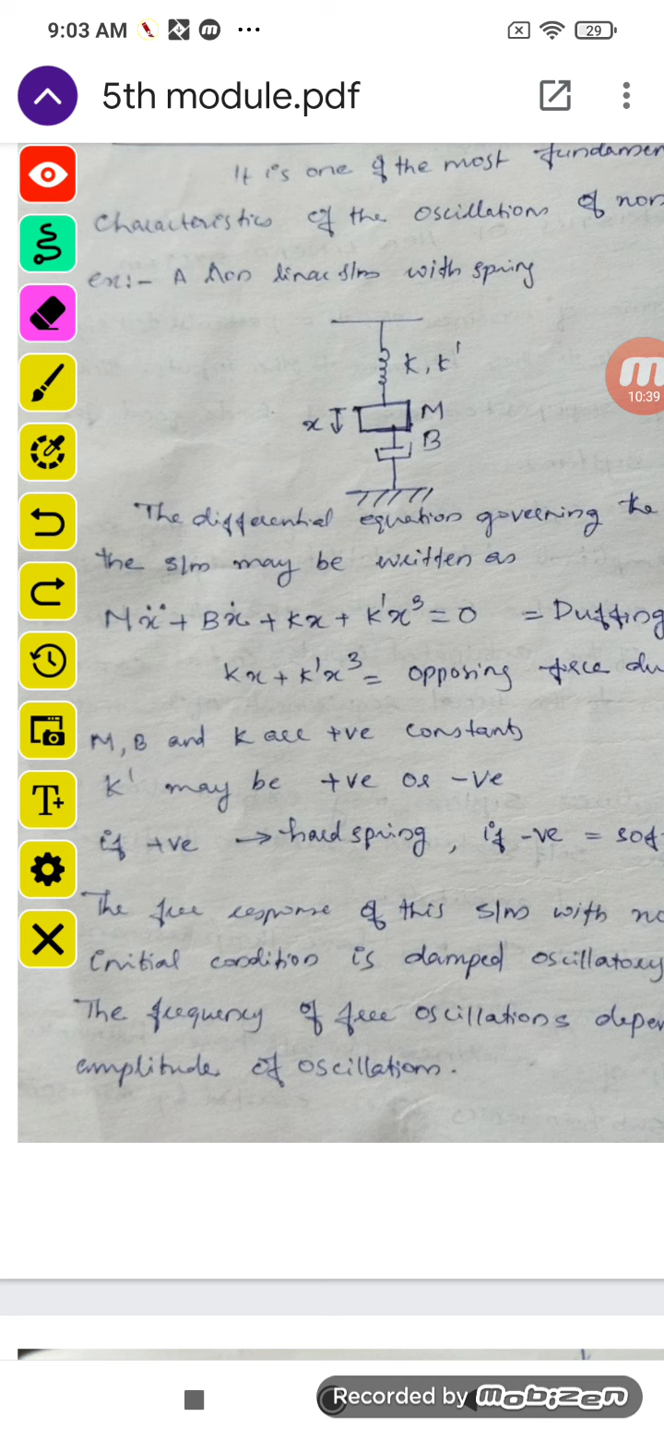 9:03 AM
29
5th module.pdf
It is one of the most fundamen
Characteristics of the oscillations of non
ex:- A Non linear s/m with spring
K, K'
x
M
B
The differential equation governing the
the s/m may be written as
Mẍ + Bẋ + Kx + K'x³ = 0 = Duffing
Kx + K'x³ = opposing force du
M, B and K are +ve constants
K' may be +ve or -ve
if +ve → hard spring, if -ve = sof
The free response of this s/m with no
Initial condition is damped oscillatory
The frequency of free oscillations depen
amplitude of oscillations.
10:39
T+
Recorded by mobizen